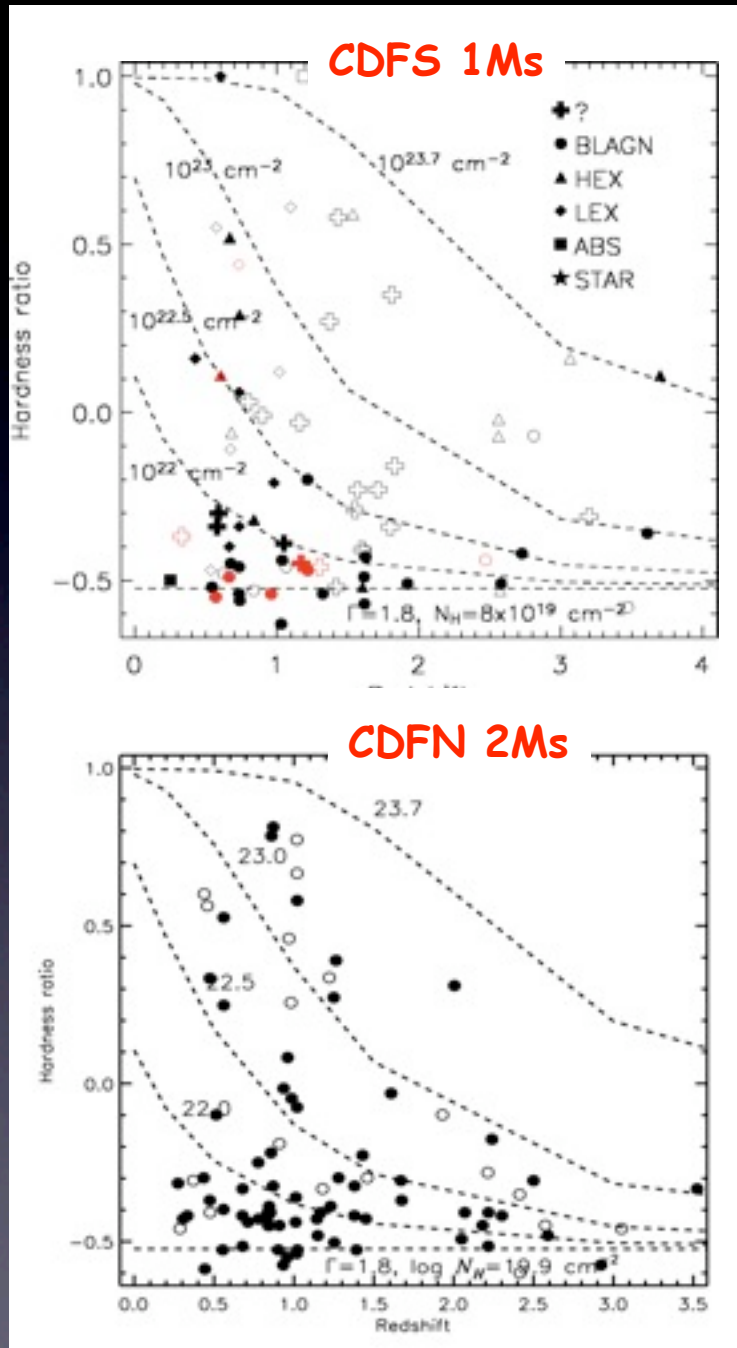 CDFS 1Ms
Hardness ratio
1.0
0.5
0.0
−0.5
10^23.7 cm−2
10^23 cm−2
10^22.5 cm−2
10^22 cm−2
?
BLAGN
HEX
LEX
ABS
STAR
Γ=1.8, N_H=8x10^19 cm−2
0 1 2 3 4
Redshift
CDFN 2Ms
Hardness ratio
1.0
0.5
0.0
−0.5
23.7
23.0
22.5
22.0
Γ=1.8, log N_H=19.9 cm−2
0.0 0.5 1.0 1.5 2.0 2.5 3.0 3.5
Redshift